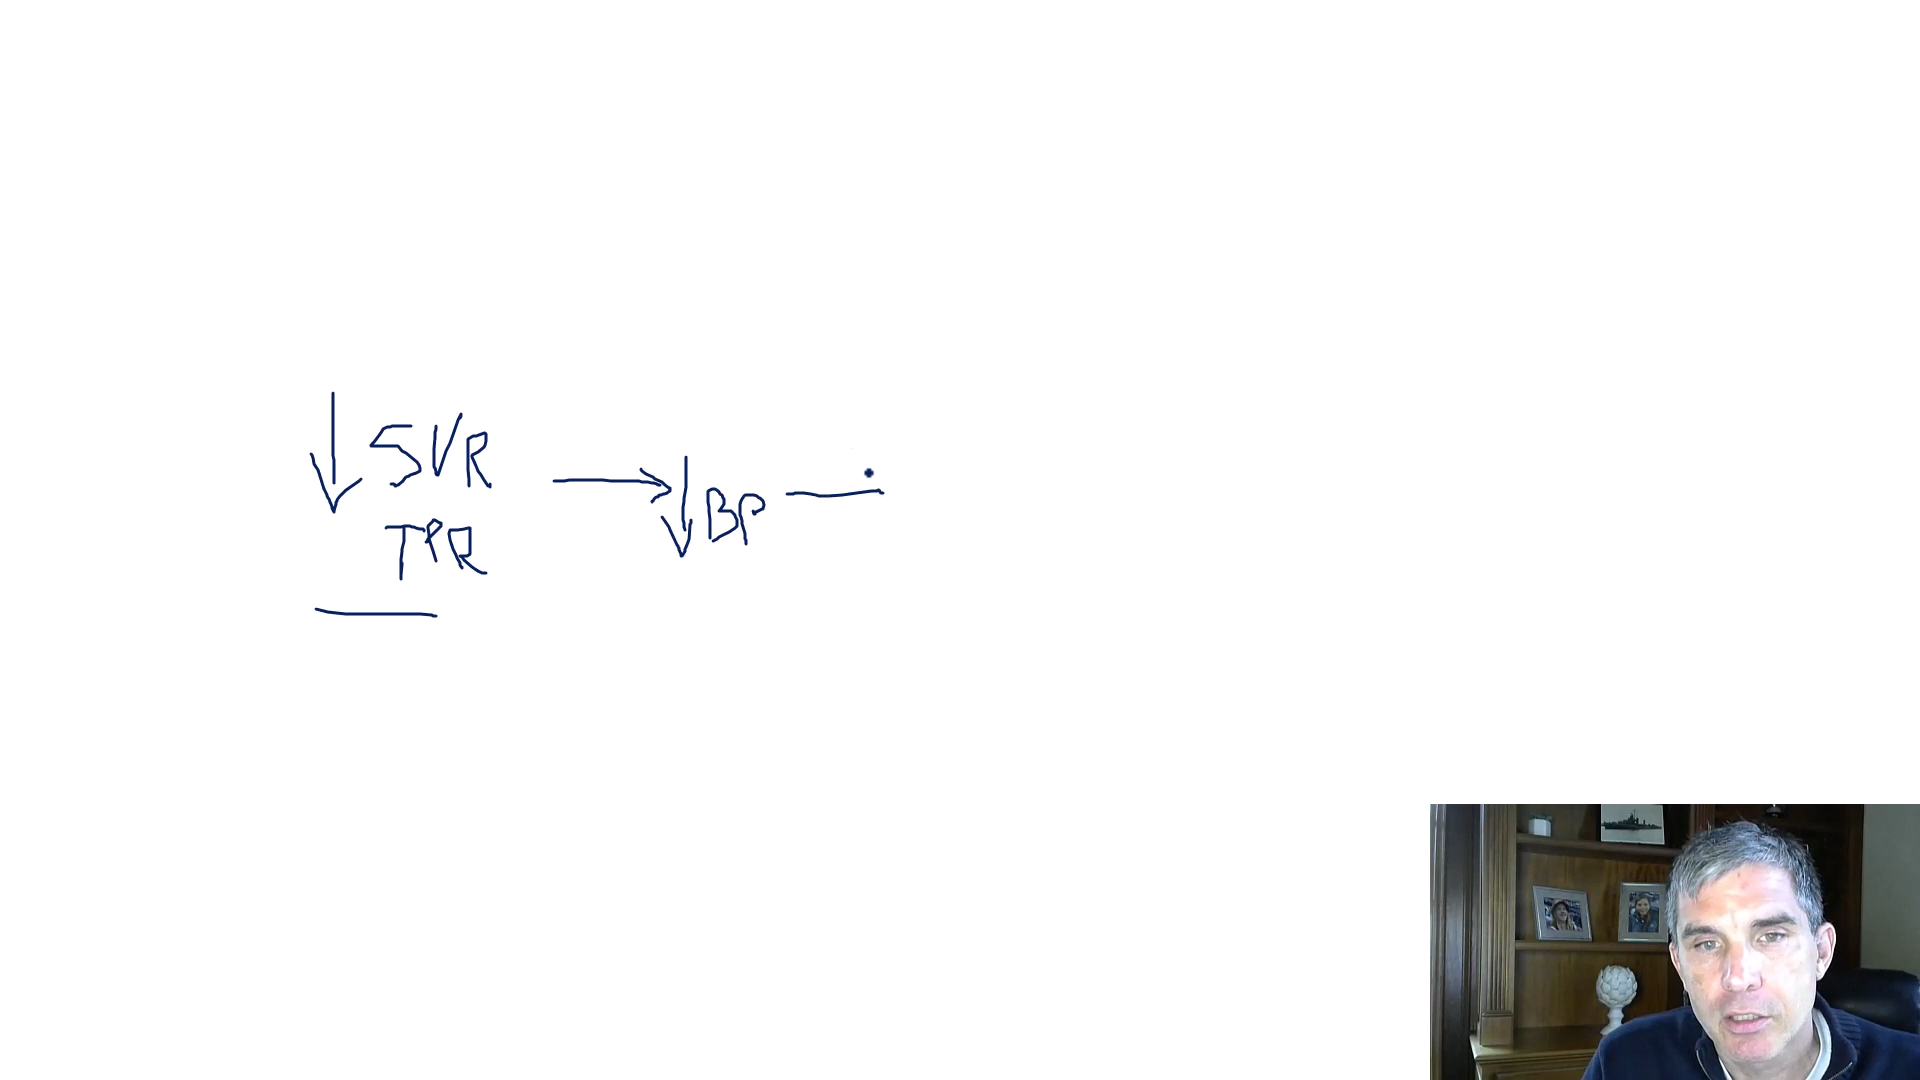 ↓ SVR → ↓ BP —
TPR